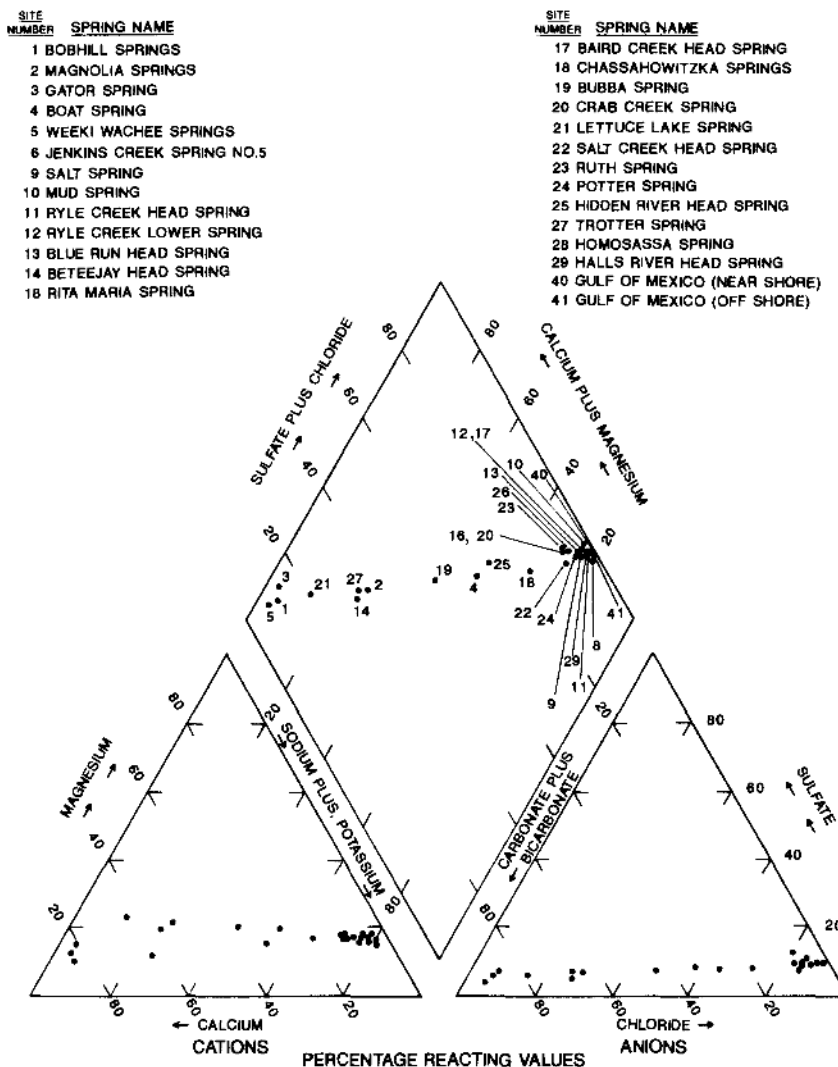 SITE NUMBER SPRING NAME
1 BOBHILL SPRINGS
2 MAGNOLIA SPRINGS
3 GATOR SPRING
4 BOAT SPRING
5 WEEKI WACHEE SPRINGS
6 JENKINS CREEK SPRING NO.5
9 SALT SPRING
10 MUD SPRING
11 RYLE CREEK HEAD SPRING
12 RYLE CREEK LOWER SPRING
13 BLUE RUN HEAD SPRING
14 BETEEJAY HEAD SPRING
18 RITA MARIA SPRING
SITE NUMBER SPRING NAME
17 BAIRD CREEK HEAD SPRING
18 CHASSAHOWITZKA SPRINGS
19 BUBBA SPRING
20 CRAB CREEK SPRING
21 LETTUCE LAKE SPRING
22 SALT CREEK HEAD SPRING
23 RUTH SPRING
24 POTTER SPRING
25 HIDDEN RIVER HEAD SPRING
27 TROTTER SPRING
28 HOMOSASSA SPRING
29 HALLS RIVER HEAD SPRING
40 GULF OF MEXICO (NEAR SHORE)
41 GULF OF MEXICO (OFF SHORE)
SULFATE PLUS CHLORIDE →
20
40
60
80
← CALCIUM PLUS MAGNESIUM
80
60
40
20
12,17
10
40
13
26
23
16, 20
3
21
27
2
19
25
4
18
5
1
14
22
24
41
8
29
9
11
MAGNESIUM →
20
40
60
80
SODIUM PLUS, POTASSIUM →
20
80
CARBONATE PLUS
← BICARBONATE
20
80
← SULFATE
80
60
40
20
80
60
40
20
← CALCIUM
CATIONS
20
40
60
80
CHLORIDE →
ANIONS
PERCENTAGE REACTING VALUES